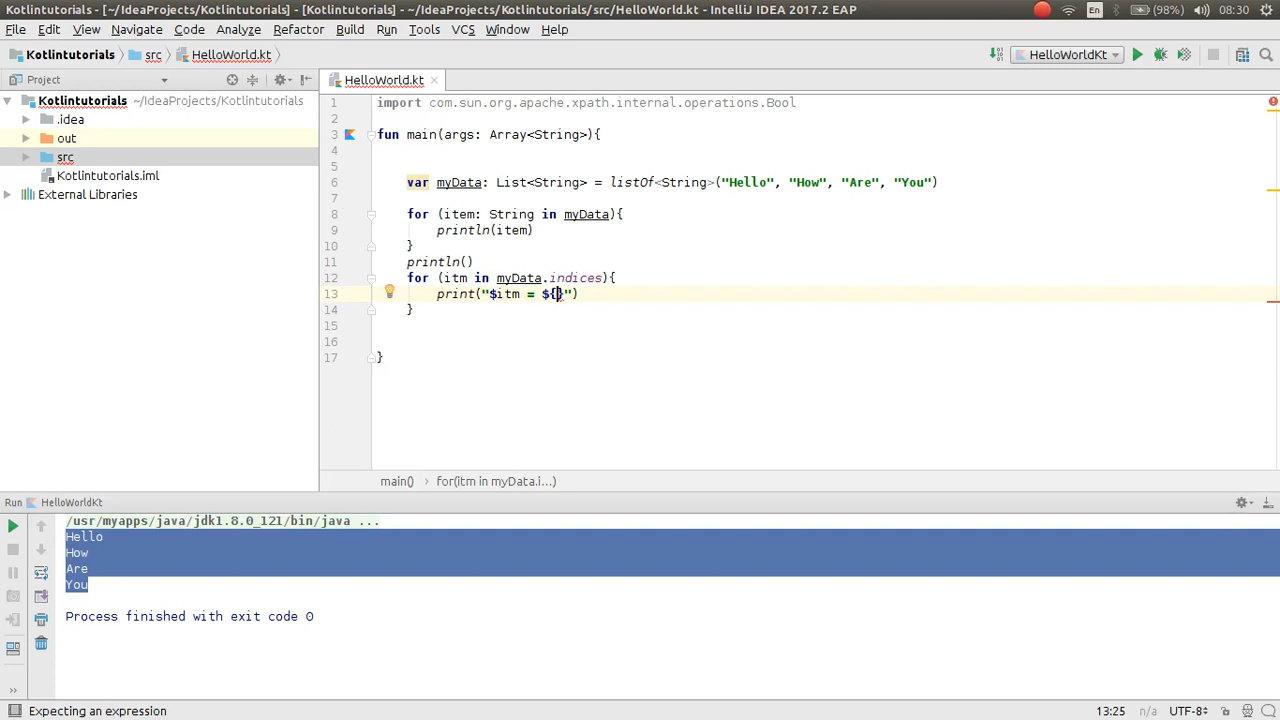 Kotlintutorials - [~/IdeaProjects/Kotlintutorials] - [Kotlintutorials] - ~/IdeaProjects/Kotlintutorials/src/HelloWorld.kt - IntelliJ IDEA 2017.2 EAP
En
(98%)
08:30
File Edit View Navigate Code Analyze Refactor Build Run Tools VCS Window Help
Kotlintutorials src HelloWorld.kt
HelloWorldKt
Project
HelloWorld.kt
Kotlintutorials ~/IdeaProjects/Kotlintutorials
.idea
out
src
Kotlintutorials.iml
External Libraries
1 import com.sun.org.apache.xpath.internal.operations.Bool
2
3 fun main(args: Array<String>){
4
5
6 var myData: List<String> = listOf<String>("Hello", "How", "Are", "You")
7
8 for (item: String in myData){
9 println(item)
10 }
11 println()
12 for (itm in myData.indices){
13 print("$itm = ${}")
14 }
15
16
17 }
main() for(itm in myData.i...)
Run HelloWorldKt
/usr/myapps/java/jdk1.8.0_121/bin/java ...
Hello
How
Are
You
Process finished with exit code 0
Expecting an expression
13:25 n/a UTF-8